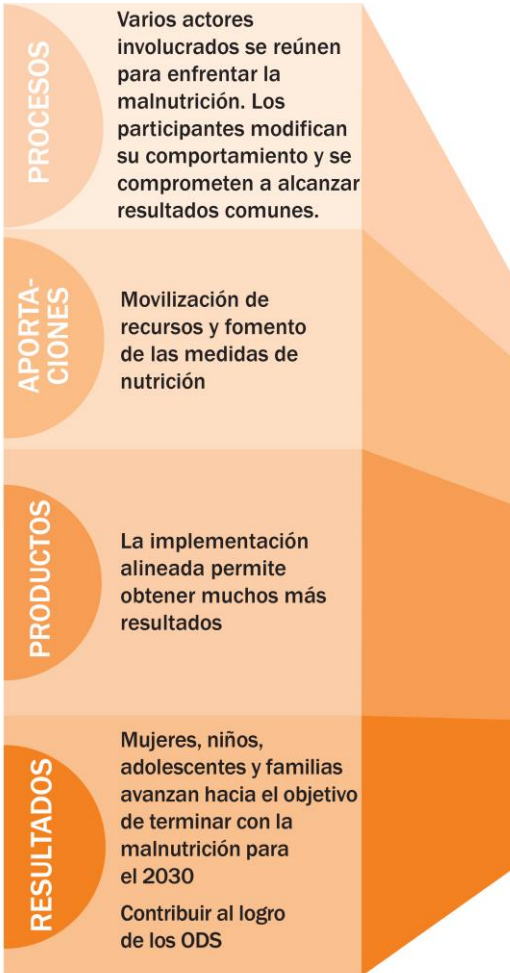 PROCESOS
Varios actores
involucrados se reúnen
para enfrentar la
malnutrición. Los
participantes modifican
su comportamiento y se
comprometen a alcanzar
resultados comunes.
APORTA-
CIONES
Movilización de
recursos y fomento
de las medidas de
nutrición
PRODUCTOS
La implementación
alineada permite
obtener muchos más
resultados
RESULTADOS
Mujeres, niños,
adolescentes y familias
avanzan hacia el objetivo
de terminar con la
malnutrición para
el 2030
Contribuir al logro
de los ODS